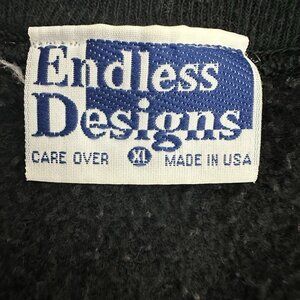 Endless
Designs
CARE OVER XL MADE IN USA